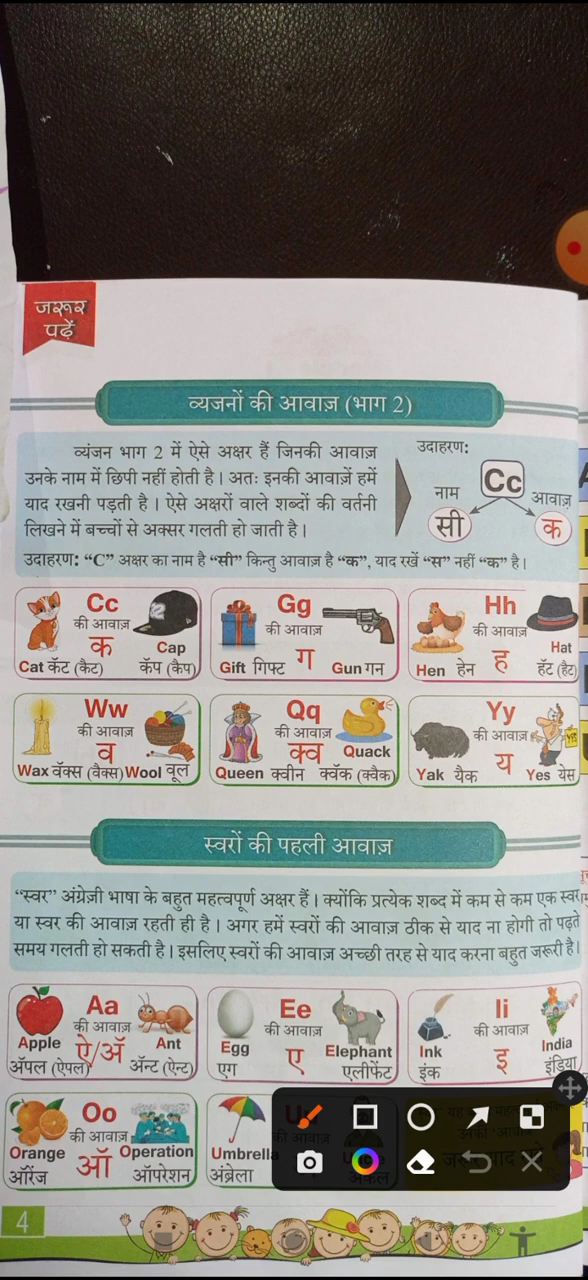 जरूर
पढ़ें
व्यजनों की आवाज़ (भाग 2)
व्यंजन भाग 2 में ऐसे अक्षर हैं जिनकी आवाज़
उनके नाम में छिपी नहीं होती है। अतः इनकी आवाज़ें हमें
याद रखनी पड़ती है। ऐसे अक्षरों वाले शब्दों की वर्तनी
लिखने में बच्चों से अक्सर गलती हो जाती है।
उदाहरण:
Cc
नाम आवाज़
सी क
उदाहरण: “C” अक्षर का नाम है “सी” किन्तु आवाज़ है “क”, याद रखें “स” नहीं “क” है।
Cc
की आवाज़
क
Cap
Cat कॅट (कैट) कॅप (कैप)
Gg
की आवाज़
Gift गिफ्ट ग Gun गन
Hh
की आवाज़
Hat
Hen हेन ह हॅट (हैट)
Ww
की आवाज़
व
Wax वॅक्स (वैक्स) Wool वूल
Qq
की आवाज़
क्व Quack
Queen क्वीन क्वॅक (क्वैक)
Yy
की आवाज़
YES
Yak यैक य Yes येस
स्वरों की पहली आवाज़
“स्वर” अंग्रेज़ी भाषा के बहुत महत्वपूर्ण अक्षर हैं। क्योंकि प्रत्येक शब्द में कम से कम एक स्वर
या स्वर की आवाज़ रहती ही है। अगर हमें स्वरों की आवाज़ ठीक से याद ना होगी तो पढ़ते
समय गलती हो सकती है। इसलिए स्वरों की आवाज़ अच्छी तरह से याद करना बहुत जरूरी है।
Aa
की आवाज़
Apple ऐ/ॲ Ant
ॲपल (ऐपल) ॲन्ट (ऐन्ट)
Ee
की आवाज़
Egg ए Elephant
एग एलीफेंट
Ii
की आवाज़
Ink इ India
इंक इंडिया
Oo
की आवाज़
Orange ऑ Operation
ऑरेंज ऑपरेशन
Uu
की आवाज़
Umbrella
अंब्रेला अंकल
4